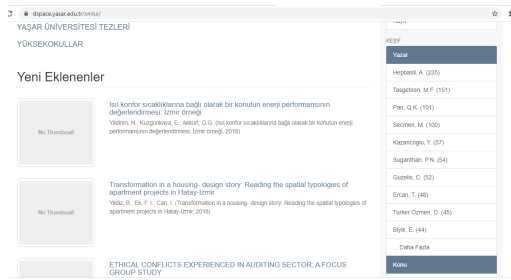 dspace.yasar.edu.tr/xmlui/
YAŞAR ÜNİVERSİTESİ TEZLERİ
YÜKSEKOKULLAR
KEŞİF
Yazar
Hepbasli, A. (235)
Tasgetiren, M.F. (151)
Pan, Q.K. (101)
Secmen, M. (100)
Kazancoglu, Y. (57)
Suganthan, P.N. (54)
Guzelis, C. (52)
Ercan, T. (48)
Turker Ozmen, D. (45)
Biyik, E. (44)
... Daha Fazla
Konu
Yeni Eklenenler
No Thumbnail
Isıl konfor sıcaklıklarına bağlı olarak bir konutun enerji performansının
değerlendirmesi: İzmir örneği
Yildirim, N.; Kuzgunkaya, E.; Akkurt, G.G. (Isıl konfor sıcaklıklarına bağlı olarak bir konutun enerji
performansının değerlendirmesi: İzmir örneği, 2018)
No Thumbnail
Transformation in a housing- design story: Reading the spatial typologies of
apartment projects in Hatay-Izmir
Yildiz, B.; Ek, F. I., Can, I. (Transformation in a housing- design story: Reading the spatial typologies of
apartment projects in Hatay-Izmir, 2018)
ETHICAL CONFLICTS EXPERIENCED IN AUDITING SECTOR: A FOCUS
GROUP STUDY